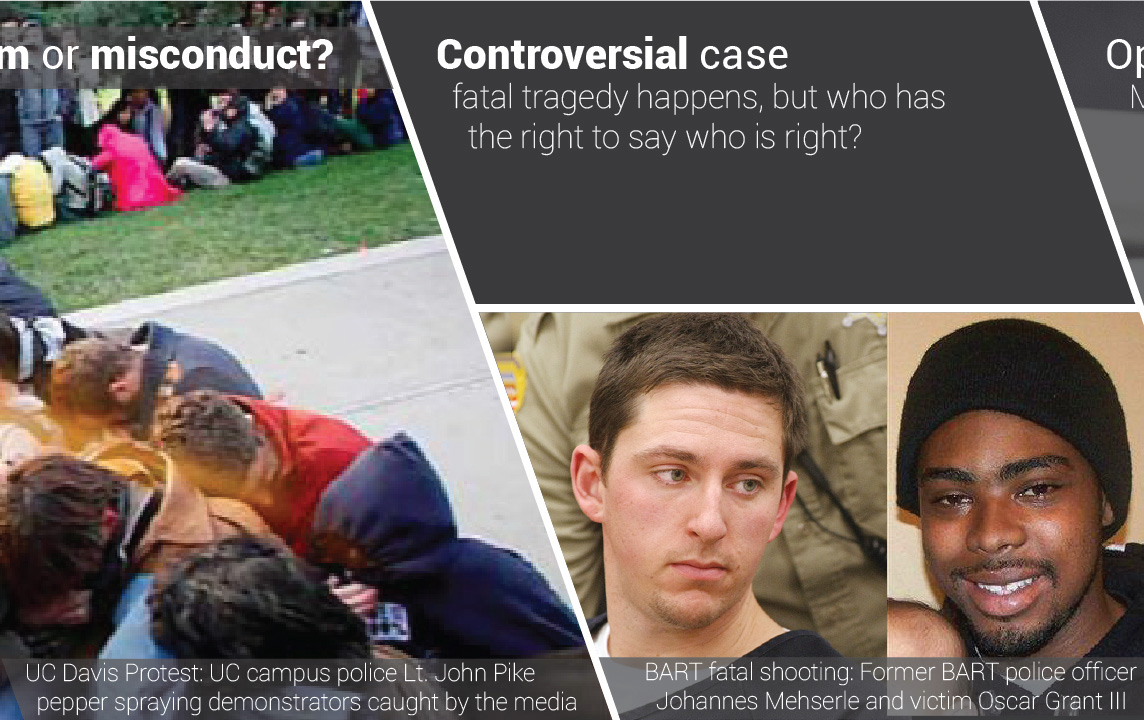 m or misconduct?
Controversial case
fatal tragedy happens, but who has
the right to say who is right?
Op
M
UC Davis Protest: UC campus police Lt. John Pike
pepper spraying demonstrators caught by the media
BART fatal shooting: Former BART police officer
Johannes Mehserle and victim Oscar Grant III